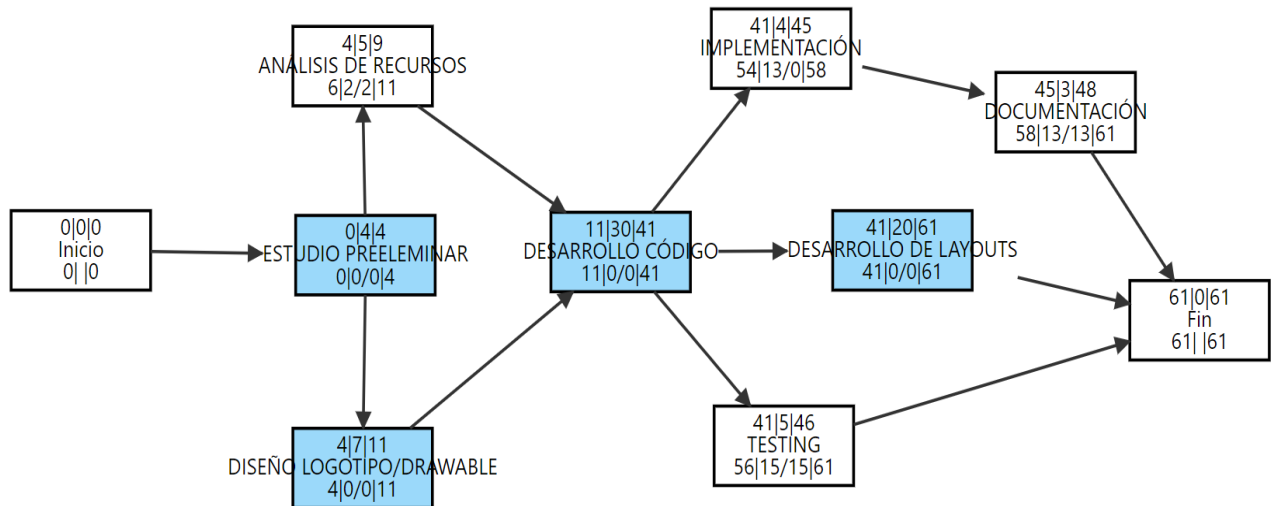 0|0|0
Inicio
0| |0
4|5|9
ANÁLISIS DE RECURSOS
6|2/2|11
0|4|4
ESTUDIO PREELEMINAR
0|0/0|4
4|7|11
DISEÑO LOGOTIPO/DRAWABLE
4|0/0|11
11|30|41
DESARROLLO CÓDIGO
11|0/0|41
41|4|45
IMPLEMENTACIÓN
54|13/0|58
41|20|61
DESARROLLO DE LAYOUTS
41|0/0|61
41|5|46
TESTING
56|15/15|61
45|3|48
DOCUMENTACIÓN
58|13/13|61
61|0|61
Fin
61| |61